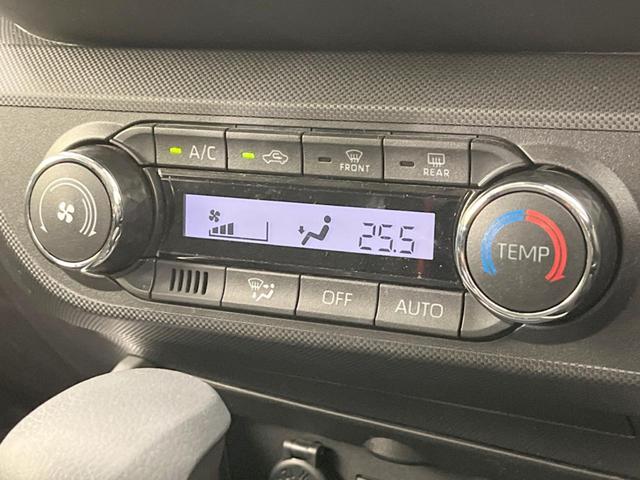 A/C
FRONT
REAR
25.5
TEMP
OFF
AUTO